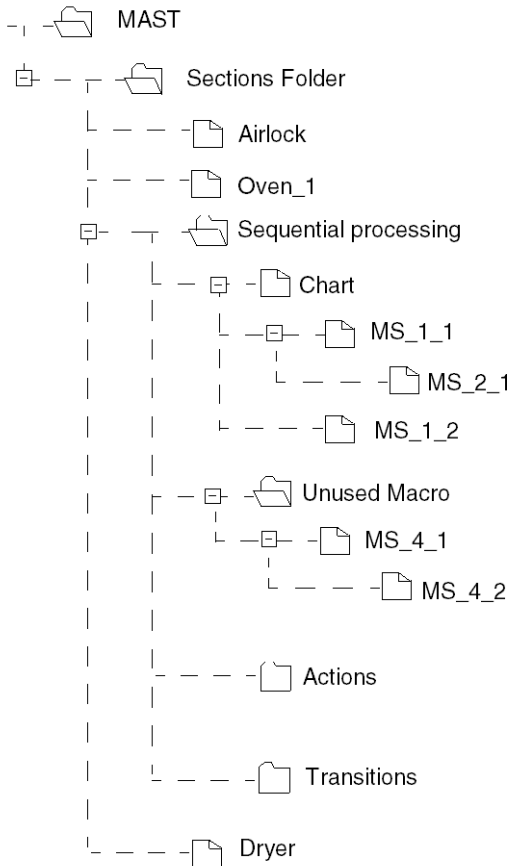 MAST
Sections Folder
Airlock
Oven_1
Sequential processing
Chart
MS_1_1
MS_2_1
MS_1_2
Unused Macro
MS_4_1
MS_4_2
Actions
Transitions
Dryer